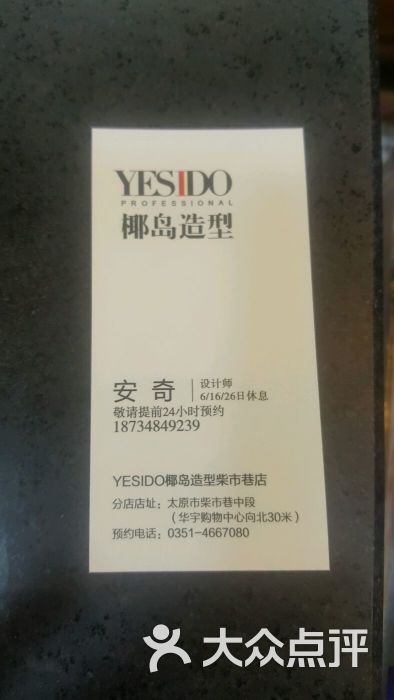 YESIDO
PROFESSIONAL
椰岛造型
安奇 设计师
6/16/26日休息
敬请提前24小时预约
18734849239
YESIDO椰岛造型柴市巷店
分店店址：太原市柴市巷中段
（华宇购物中心向北30米）
预约电话：0351-4667080
大众点评